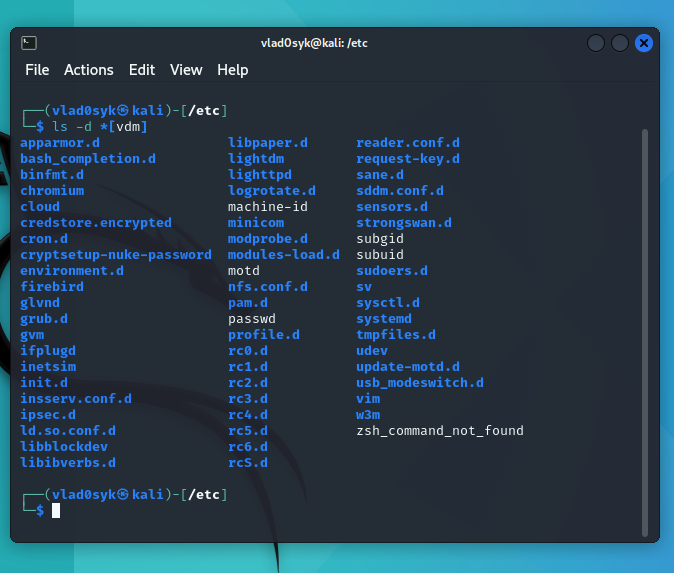 vlad0syk@kali: /etc
File Actions Edit View Help
┌──(vlad0syk㉿kali)-[/etc]
└─$ ls -d *[vdm]
apparmor.d libpaper.d reader.conf.d
bash_completion.d lightdm request-key.d
binfmt.d lighttpd sane.d
chromium logrotate.d sddm.conf.d
cloud machine-id sensors.d
credstore.encrypted minicom strongswan.d
cron.d modprobe.d subgid
cryptsetup-nuke-password modules-load.d subuid
environment.d motd sudoers.d
firebird nfs.conf.d sv
glvnd pam.d sysctl.d
grub.d passwd systemd
gvm profile.d tmpfiles.d
ifplugd rc0.d udev
inetsim rc1.d update-motd.d
init.d rc2.d usb_modeswitch.d
insserv.conf.d rc3.d vim
ipsec.d rc4.d w3m
ld.so.conf.d rc5.d zsh_command_not_found
libblockdev rc6.d
libibverbs.d rcS.d
┌──(vlad0syk㉿kali)-[/etc]
└─$